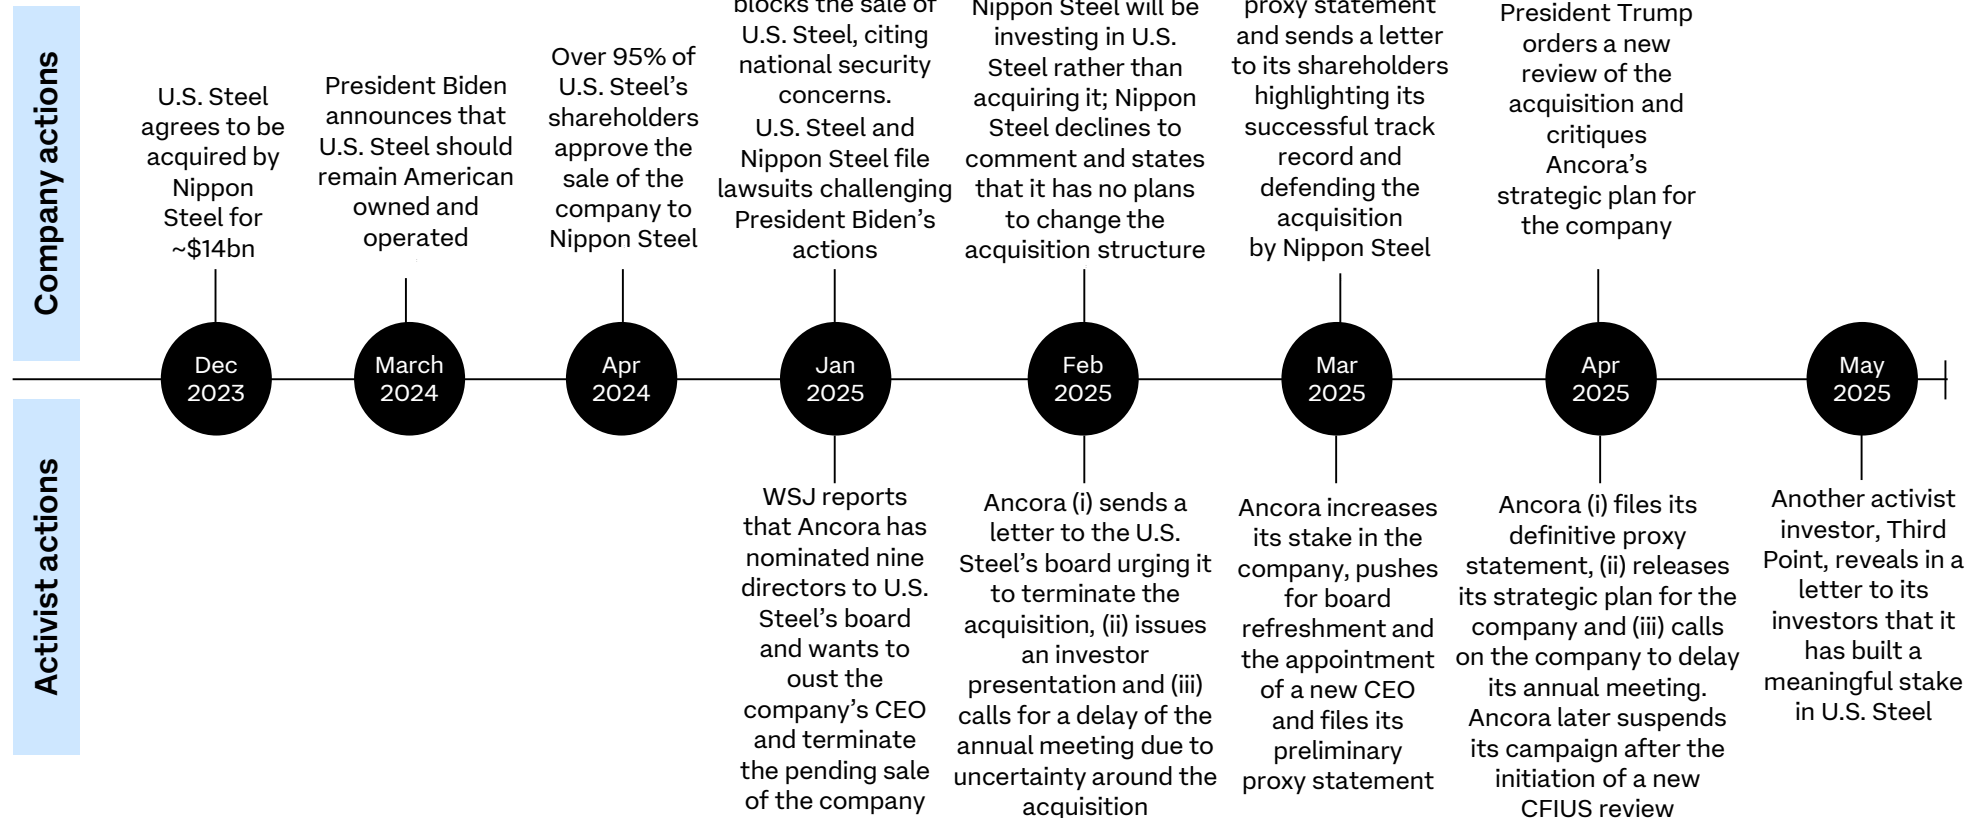 Company actions
U.S. Steel
agrees to be
acquired by
Nippon
Steel for
~$14bn
President Biden
announces that
U.S. Steel should
remain American
owned and
operated
Over 95% of
U.S. Steel’s
shareholders
approve the
sale of the
company to
Nippon Steel
blocks the sale of
U.S. Steel, citing
national security
concerns.
U.S. Steel and
Nippon Steel file
lawsuits challenging
President Biden’s
actions
Nippon Steel will be
investing in U.S.
Steel rather than
acquiring it; Nippon
Steel declines to
comment and states
that it has no plans
to change the
acquisition structure
proxy statement
and sends a letter
to its shareholders
highlighting its
successful track
record and
defending the
acquisition
by Nippon Steel
President Trump
orders a new
review of the
acquisition and
critiques
Ancora’s
strategic plan for
the company
Dec
2023
March
2024
Apr
2024
Jan
2025
Feb
2025
Mar
2025
Apr
2025
May
2025
Activist actions
WSJ reports
that Ancora has
nominated nine
directors to U.S.
Steel’s board
and wants to
oust the
company’s CEO
and terminate
the pending sale
of the company
Ancora (i) sends a
letter to the U.S.
Steel’s board urging it
to terminate the
acquisition, (ii) issues
an investor
presentation and (iii)
calls for a delay of the
annual meeting due to
uncertainty around the
acquisition
Ancora increases
its stake in the
company, pushes
for board
refreshment and
the appointment
of a new CEO
and files its
preliminary
proxy statement
Ancora (i) files its
definitive proxy
statement, (ii) releases
its strategic plan for the
company and (iii) calls
on the company to delay
its annual meeting.
Ancora later suspends
its campaign after the
initiation of a new
CFIUS review
Another activist
investor, Third
Point, reveals in a
letter to its
investors that it
has built a
meaningful stake
in U.S. Steel